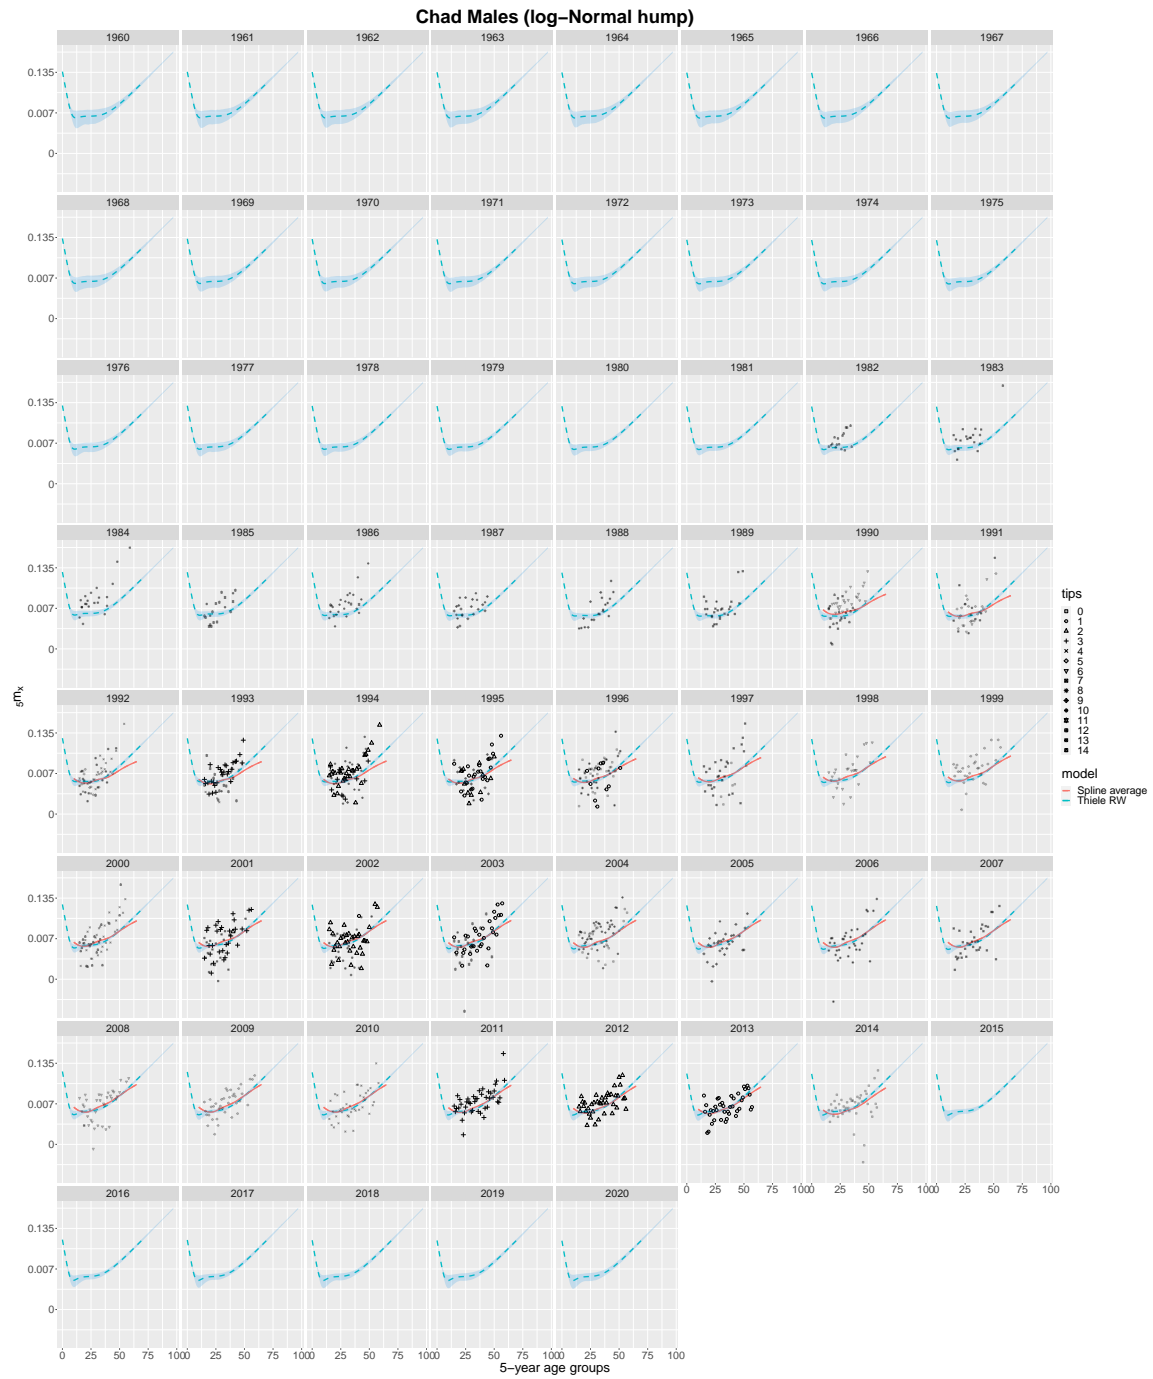 Chad Males (log−Normal hump)
1960 1961 1962 1963 1964 1965 1966 1967
0.135
0.007
0
1968 1969 1970 1971 1972 1973 1974 1975
0.135
0.007
0
1976 1977 1978 1979 1980 1981 1982 1983
0.135
0.007
0
1984 1985 1986 1987 1988 1989 1990 1991
0.135
0.007
0
tips
0
1
2
3
4
5
6
7
8
9
10
11
12
13
14
model
Spline average
Thiele RW
5mx
1992 1993 1994 1995 1996 1997 1998 1999
0.135
0.007
0
2000 2001 2002 2003 2004 2005 2006 2007
0.135
0.007
0
2008 2009 2010 2011 2012 2013 2014 2015
0.135
0.007
0
0 25 50 75 100 0 25 50 75 100 0 25 50 75 100
2016 2017 2018 2019 2020
0.135
0.007
0
0 25 50 75 100 0 25 50 75 100 0 25 50 75 100 0 25 50 75 100 0 25 50 75 100
5−year age groups